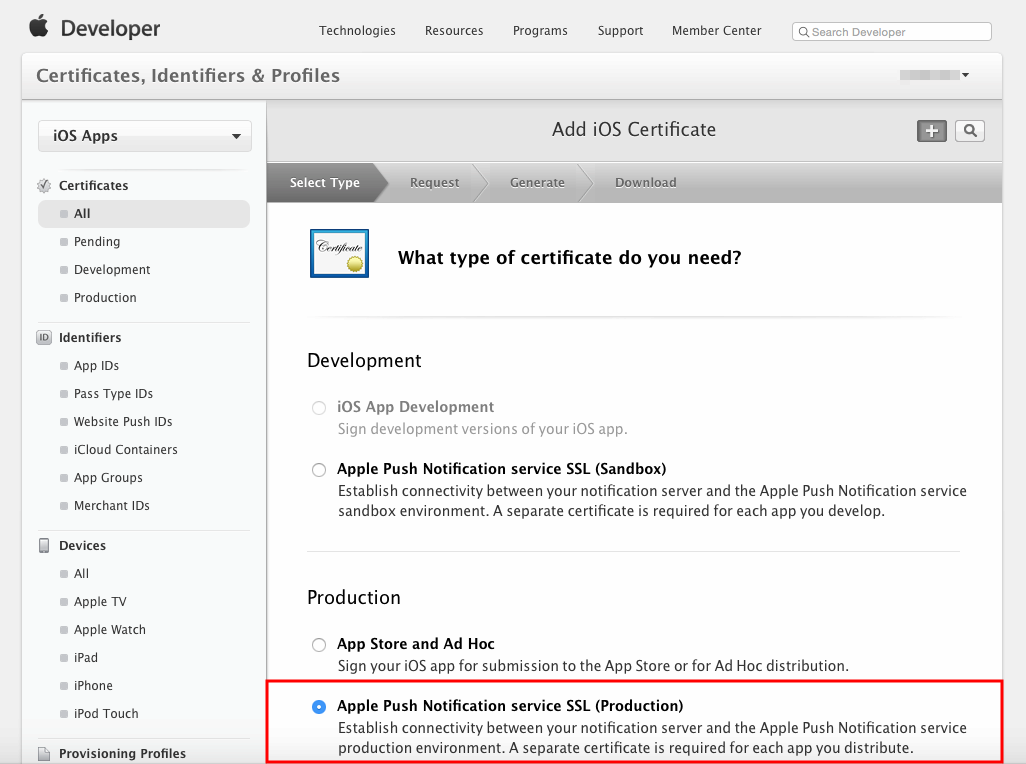 Developer
Technologies
Resources
Programs
Support
Member Center
Search Developer
Certificates, Identifiers & Profiles
iOS Apps
Add iOS Certificate
Select Type
Request
Generate
Download
Certificates
All
Pending
Development
Production
ID
Identifiers
App IDs
Pass Type IDs
Website Push IDs
iCloud Containers
App Groups
Merchant IDs
Devices
All
Apple TV
Apple Watch
iPad
iPhone
iPod Touch
Provisioning Profiles
Certificate
What type of certificate do you need?
Development
iOS App Development
Sign development versions of your iOS app.
Apple Push Notification service SSL (Sandbox)
Establish connectivity between your notification server and the Apple Push Notification service
sandbox environment. A separate certificate is required for each app you develop.
Production
App Store and Ad Hoc
Sign your iOS app for submission to the App Store or for Ad Hoc distribution.
Apple Push Notification service SSL (Production)
Establish connectivity between your notification server and the Apple Push Notification service
production environment. A separate certificate is required for each app you distribute.